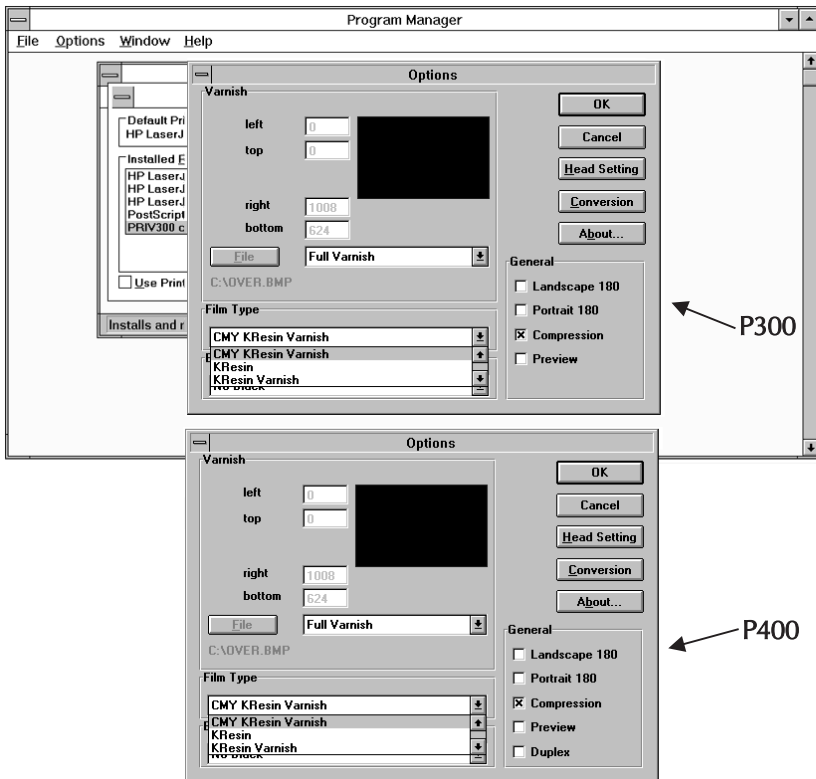 Program Manager
File Options Window Help
Default Pri
HP LaserJ
Installed
HP LaserJ
HP LaserJ
HP LaserJ
PostScript
PRIV300 c
Use Print
Installs and r
Options
Varnish
left 0
top 0
right 1008
bottom 624
File Full Varnish
C:\OVER.BMP
Film Type
CMY KResin Varnish
CMY KResin Varnish
KResin
KResin Varnish
OK
Cancel
Head Setting
Conversion
About...
General
Landscape 180
Portrait 180
Compression
Preview
P300
Options
Varnish
left 0
top 0
right 1008
bottom 624
File Full Varnish
C:\OVER.BMP
Film Type
CMY KResin Varnish
CMY KResin Varnish
KResin
KResin Varnish
OK
Cancel
Head Setting
Conversion
About...
General
Landscape 180
Portrait 180
Compression
Preview
Duplex
P400